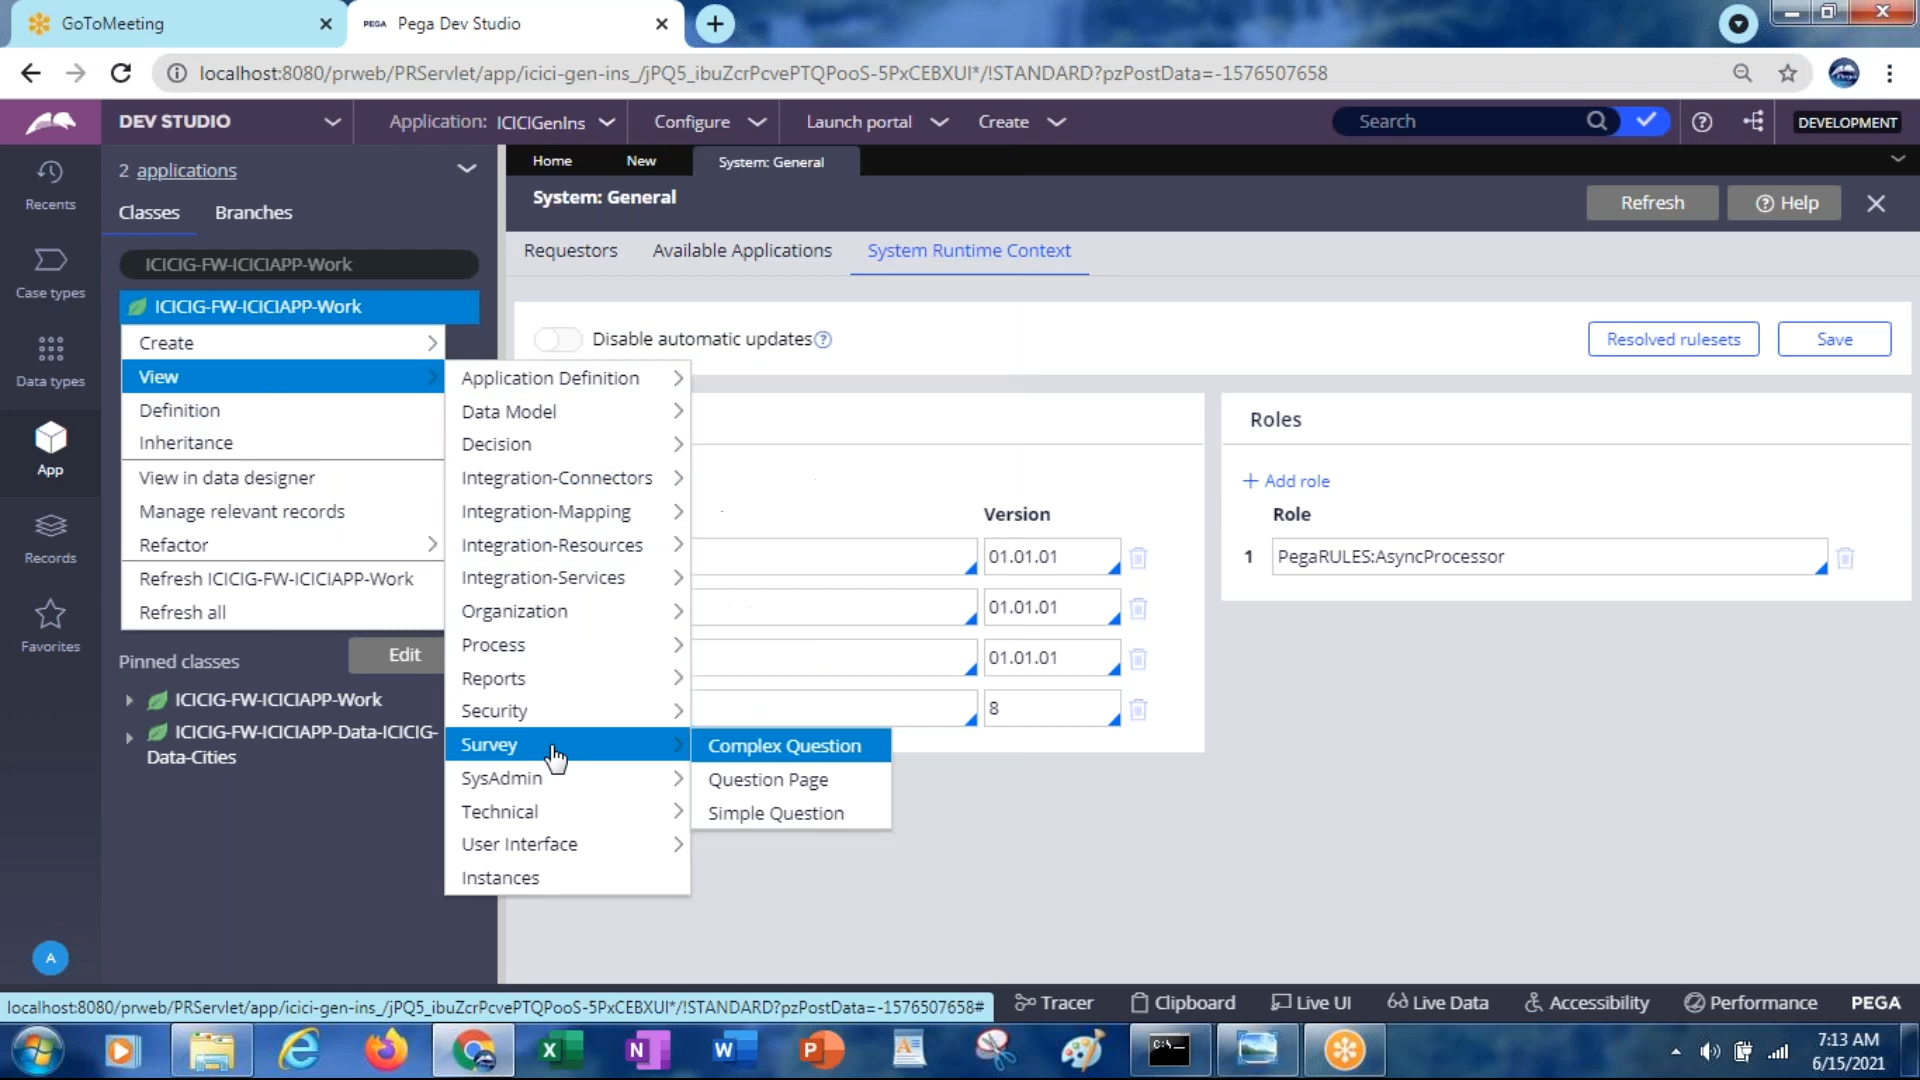 GoToMeeting
PEGA Pega Dev Studio
localhost:8080/prweb/PRServlet/app/icici-gen-ins_/jPQ5_ibuZcrPcvePTQPooS-5PxCEBXUI*/!STANDARD?pzPostData=-1576507658
DEV STUDIO
Application: ICICIGenIns
Configure
Launch portal
Create
Search
DEVELOPMENT
Recents
Case types
Data types
App
Records
Favorites
A
2 applications
Classes
Branches
ICICIG-FW-ICICIAPP-Work
ICICIG-FW-ICICIAPP-Work
Create
View
Definition
Inheritance
View in data designer
Manage relevant records
Refactor
Refresh ICICIG-FW-ICICIAPP-Work
Refresh all
Pinned classes
Edit
ICICIG-FW-ICICIAPP-Work
ICICIG-FW-ICICIAPP-Data-ICICIG-
Data-Cities
Application Definition
Data Model
Decision
Integration-Connectors
Integration-Mapping
Integration-Resources
Integration-Services
Organization
Process
Reports
Security
Survey
SysAdmin
Technical
User Interface
Instances
Complex Question
Question Page
Simple Question
Home
New
System: General
System: General
Refresh
Help
Requestors
Available Applications
System Runtime Context
Disable automatic updates
Resolved rulesets
Save
Version
01.01.01
01.01.01
01.01.01
8
Roles
Add role
Role
1 PegaRULES:AsyncProcessor
localhost:8080/prweb/PRServlet/app/icici-gen-ins_/jPQ5_ibuZcrPcvePTQPooS-5PxCEBXUI*/!STANDARD?pzPostData=-1576507658#
Tracer
Clipboard
Live UI
Live Data
Accessibility
Performance
PEGA
7:13 AM
6/15/2021